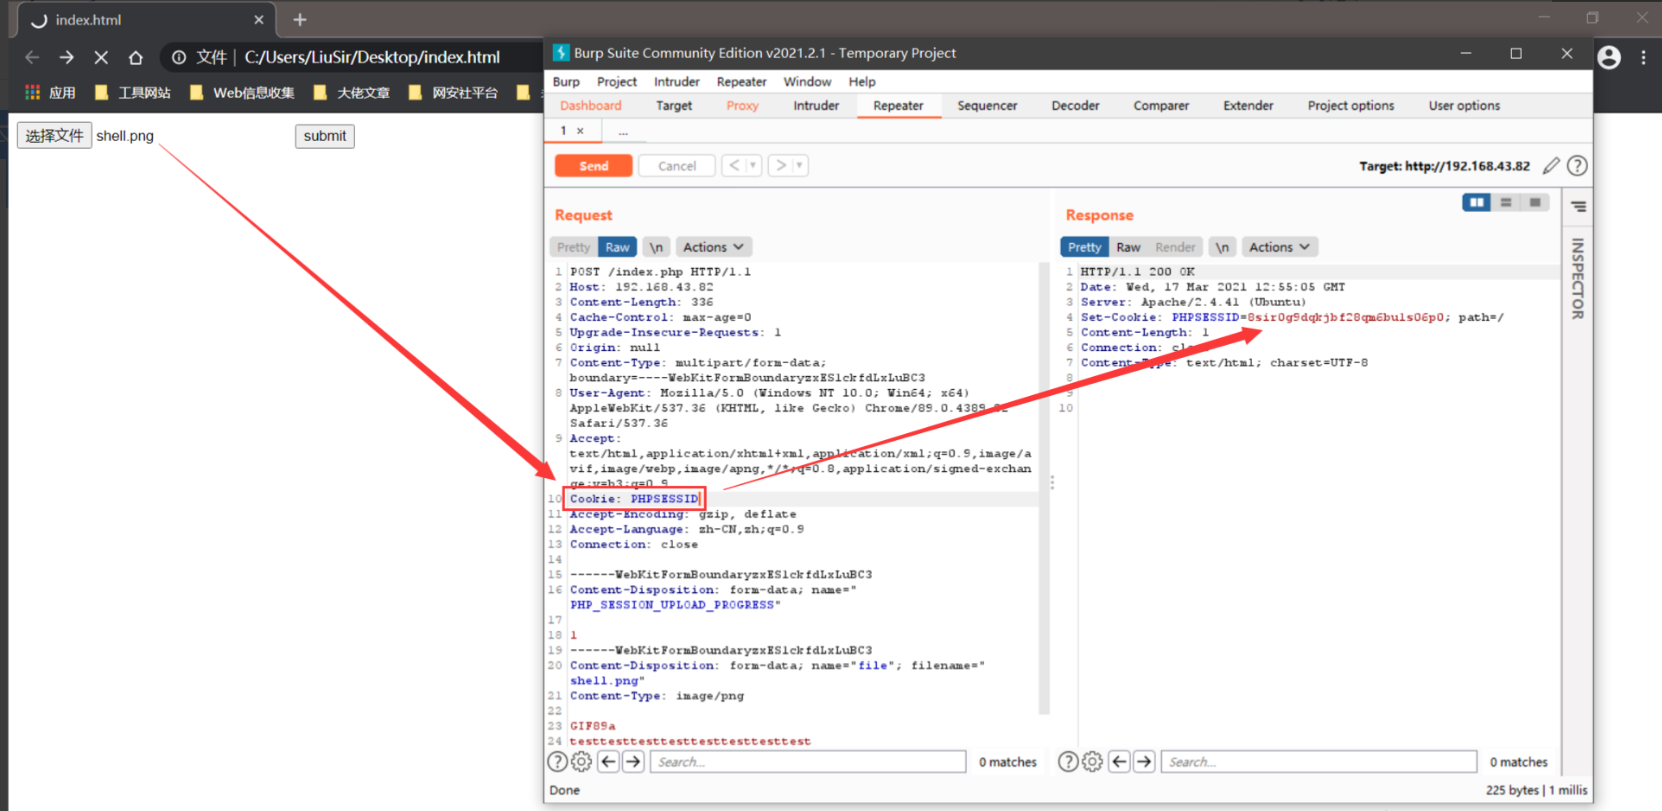 index.html
文件 | C:/Users/LiuSir/Desktop/index.html
应用 工具网站 Web信息收集 大佬文章 网安社平台
选择文件 shell.png submit
Burp Suite Community Edition v2021.2.1 - Temporary Project
Burp Project Intruder Repeater Window Help
Dashboard Target Proxy Intruder Repeater Sequencer Decoder Comparer Extender Project options User options
1 × ...
Send Cancel < > Target: http://192.168.43.82
Request
Pretty Raw \n Actions
1 POST /index.php HTTP/1.1
2 Host: 192.168.43.82
3 Content-Length: 336
4 Cache-Control: max-age=0
5 Upgrade-Insecure-Requests: 1
6 Origin: null
7 Content-Type: multipart/form-data;
boundary=----WebKitFormBoundaryzxESlckfdLxLuBC3
8 User-Agent: Mozilla/5.0 (Windows NT 10.0; Win64; x64)
AppleWebKit/537.36 (KHTML, like Gecko) Chrome/89.0.4389
Safari/537.36
9 Accept:
text/html,application/xhtml+xml,application/xml;q=0.9,image/a
vif,image/webp,image/apng,*/*;q=0.8,application/signed-exchan
ge;v=b3;q=0.9
10 Cookie: PHPSESSID
11 Accept-Encoding: gzip, deflate
12 Accept-Language: zh-CN,zh;q=0.9
13 Connection: close
14
15 ------WebKitFormBoundaryzxESlckfdLxLuBC3
16 Content-Disposition: form-data; name="
PHP_SESSION_UPLOAD_PROGRESS"
17
18 1
19 ------WebKitFormBoundaryzxESlckfdLxLuBC3
20 Content-Disposition: form-data; name="file"; filename="
shell.png"
21 Content-Type: image/png
22
23 GIF89a
24 testtesttesttesttesttesttesttest
Search... 0 matches
Done
Response
Pretty Raw Render \n Actions
1 HTTP/1.1 200 OK
2 Date: Wed, 17 Mar 2021 12:55:05 GMT
3 Server: Apache/2.4.41 (Ubuntu)
4 Set-Cookie: PHPSESSID=8sir0g9dqkjbf28qm6buls06p0; path=/
5 Content-Length: 1
6 Connection: close
7 Content-Type: text/html; charset=UTF-8
8
9
10
Search... 0 matches
225 bytes | 1 millis
INSPECTOR